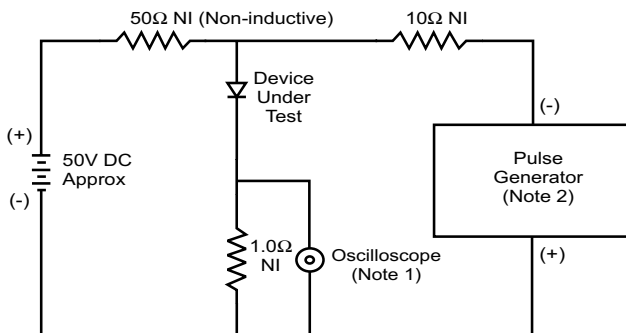 50Ω NI (Non-inductive)
10Ω NI
Device
Under
Test
(-)
(+)
50V DC
Approx
(-)
Pulse
Generator
(Note 2)
1.0Ω
NI
Oscilloscope
(Note 1)
(+)